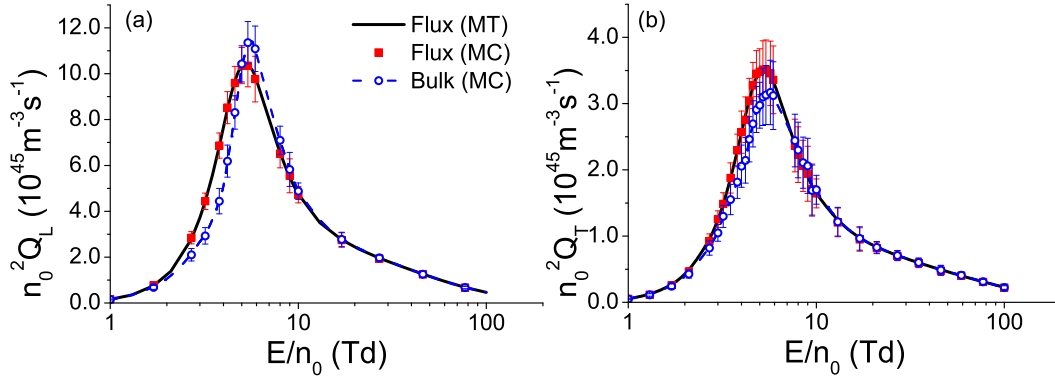 (a)
Flux (MT)
Flux (MC)
Bulk (MC)
12.0
10.0
8.0
6.0
4.0
2.0
0.0
n₀²Q_L (10⁴⁵m⁻³s⁻¹)
1
10
100
E/n₀ (Td)
(b)
4.0
3.0
2.0
1.0
0.0
n₀²Q_T (10⁴⁵m⁻³s⁻¹)
1
10
100
E/n₀ (Td)